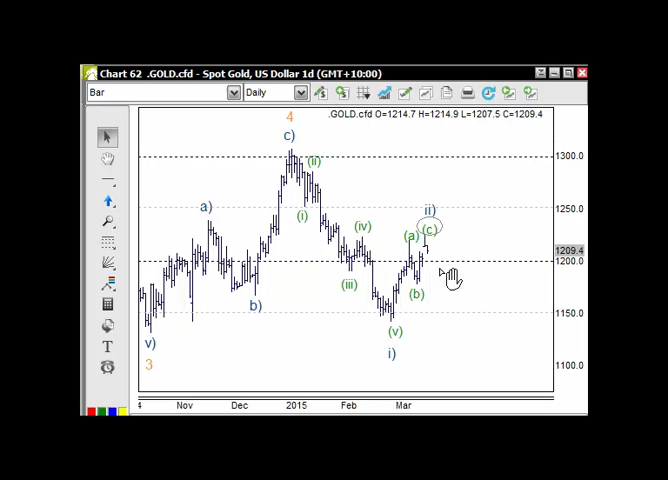 Chart 62 .GOLD.cfd - Spot Gold, US Dollar 1d (GMT+10:00)
Bar
Daily
.GOLD.cfd O=1214.7 H=1214.9 L=1207.5 C=1209.4
4
c)
1300.0
(ii)
a)
ii)
1250.0
(i)
(iv)
(a)
(c)
1209.4
1200.0
(iii)
(b)
b)
1150.0
(v)
v)
i)
3
1100.0
T
4
Nov
Dec
2015
Feb
Mar